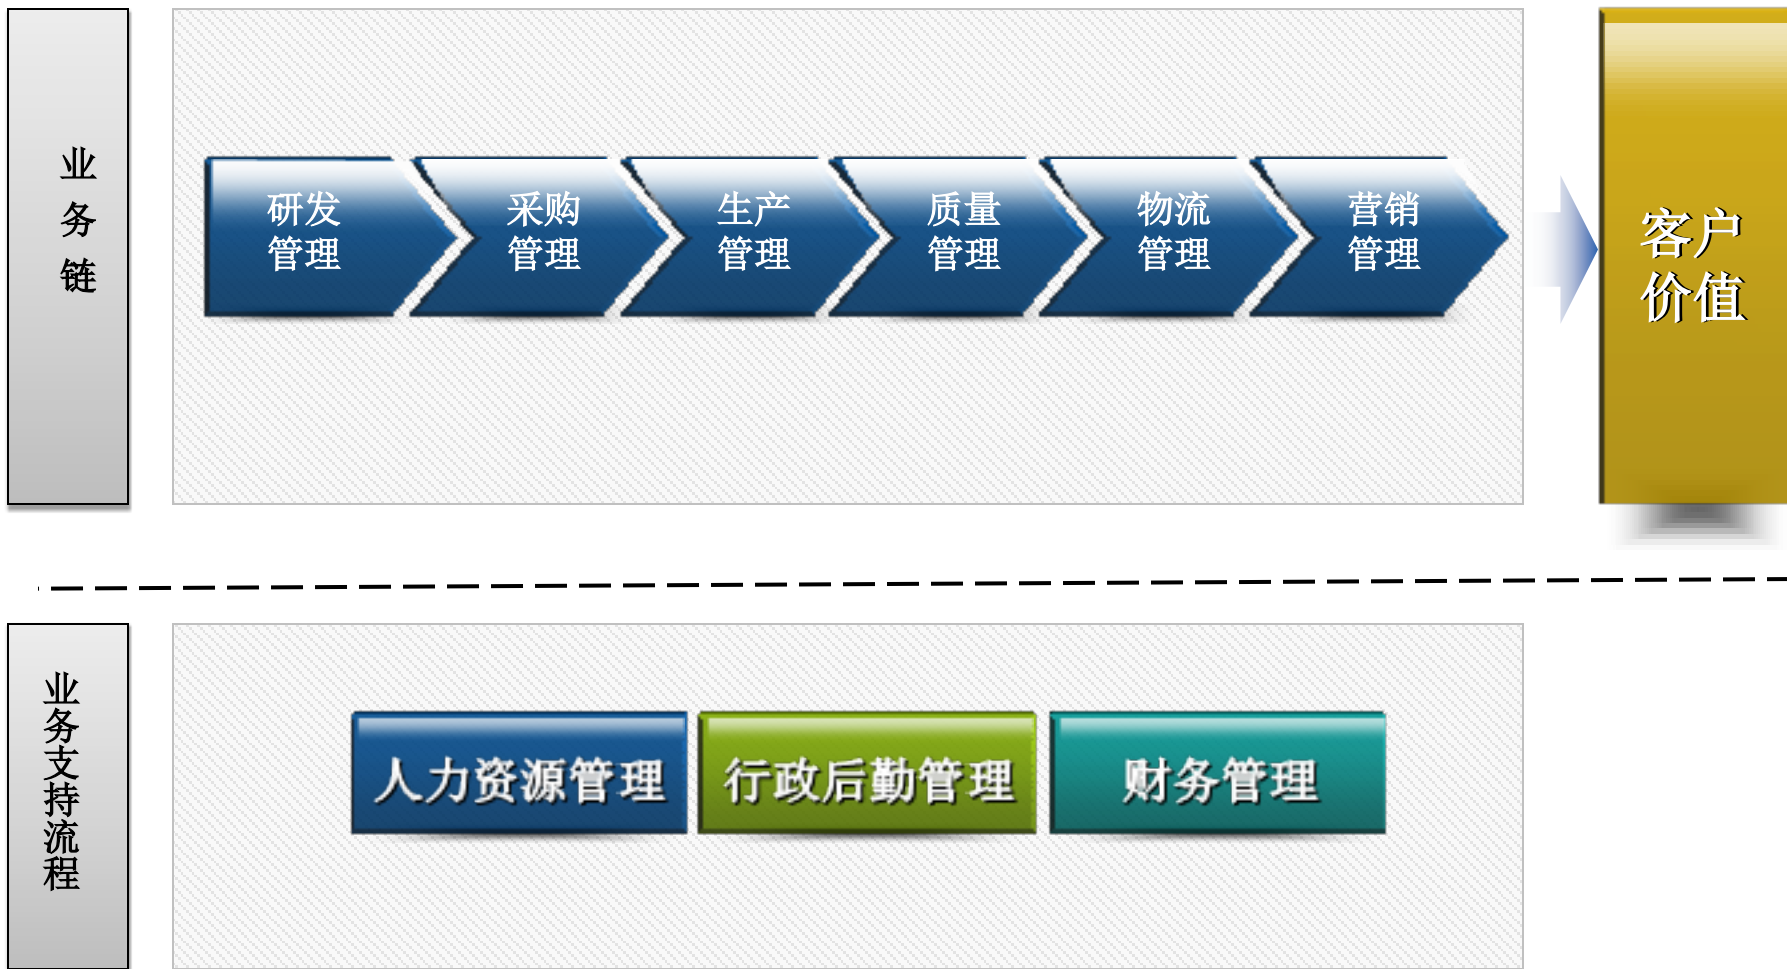 业
务
链
研发
管理
采购
管理
生产
管理
质量
管理
物流
管理
营销
管理
客户
价值
业
务
支
持
流
程
人力资源管理
行政后勤管理
财务管理